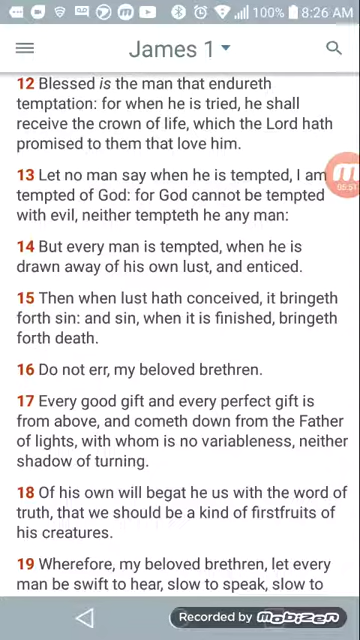 100% 8:26 AM
James 1
12 Blessed is the man that endureth
temptation: for when he is tried, he shall
receive the crown of life, which the Lord hath
promised to them that love him.
13 Let no man say when he is tempted, I am
tempted of God: for God cannot be tempted
with evil, neither tempteth he any man:
05:51
14 But every man is tempted, when he is
drawn away of his own lust, and enticed.
15 Then when lust hath conceived, it bringeth
forth sin: and sin, when it is finished, bringeth
forth death.
16 Do not err, my beloved brethren.
17 Every good gift and every perfect gift is
from above, and cometh down from the Father
of lights, with whom is no variableness, neither
shadow of turning.
18 Of his own will begat he us with the word of
truth, that we should be a kind of firstfruits of
his creatures.
19 Wherefore, my beloved brethren, let every
man be swift to hear, slow to speak, slow to
Recorded by Mobizen